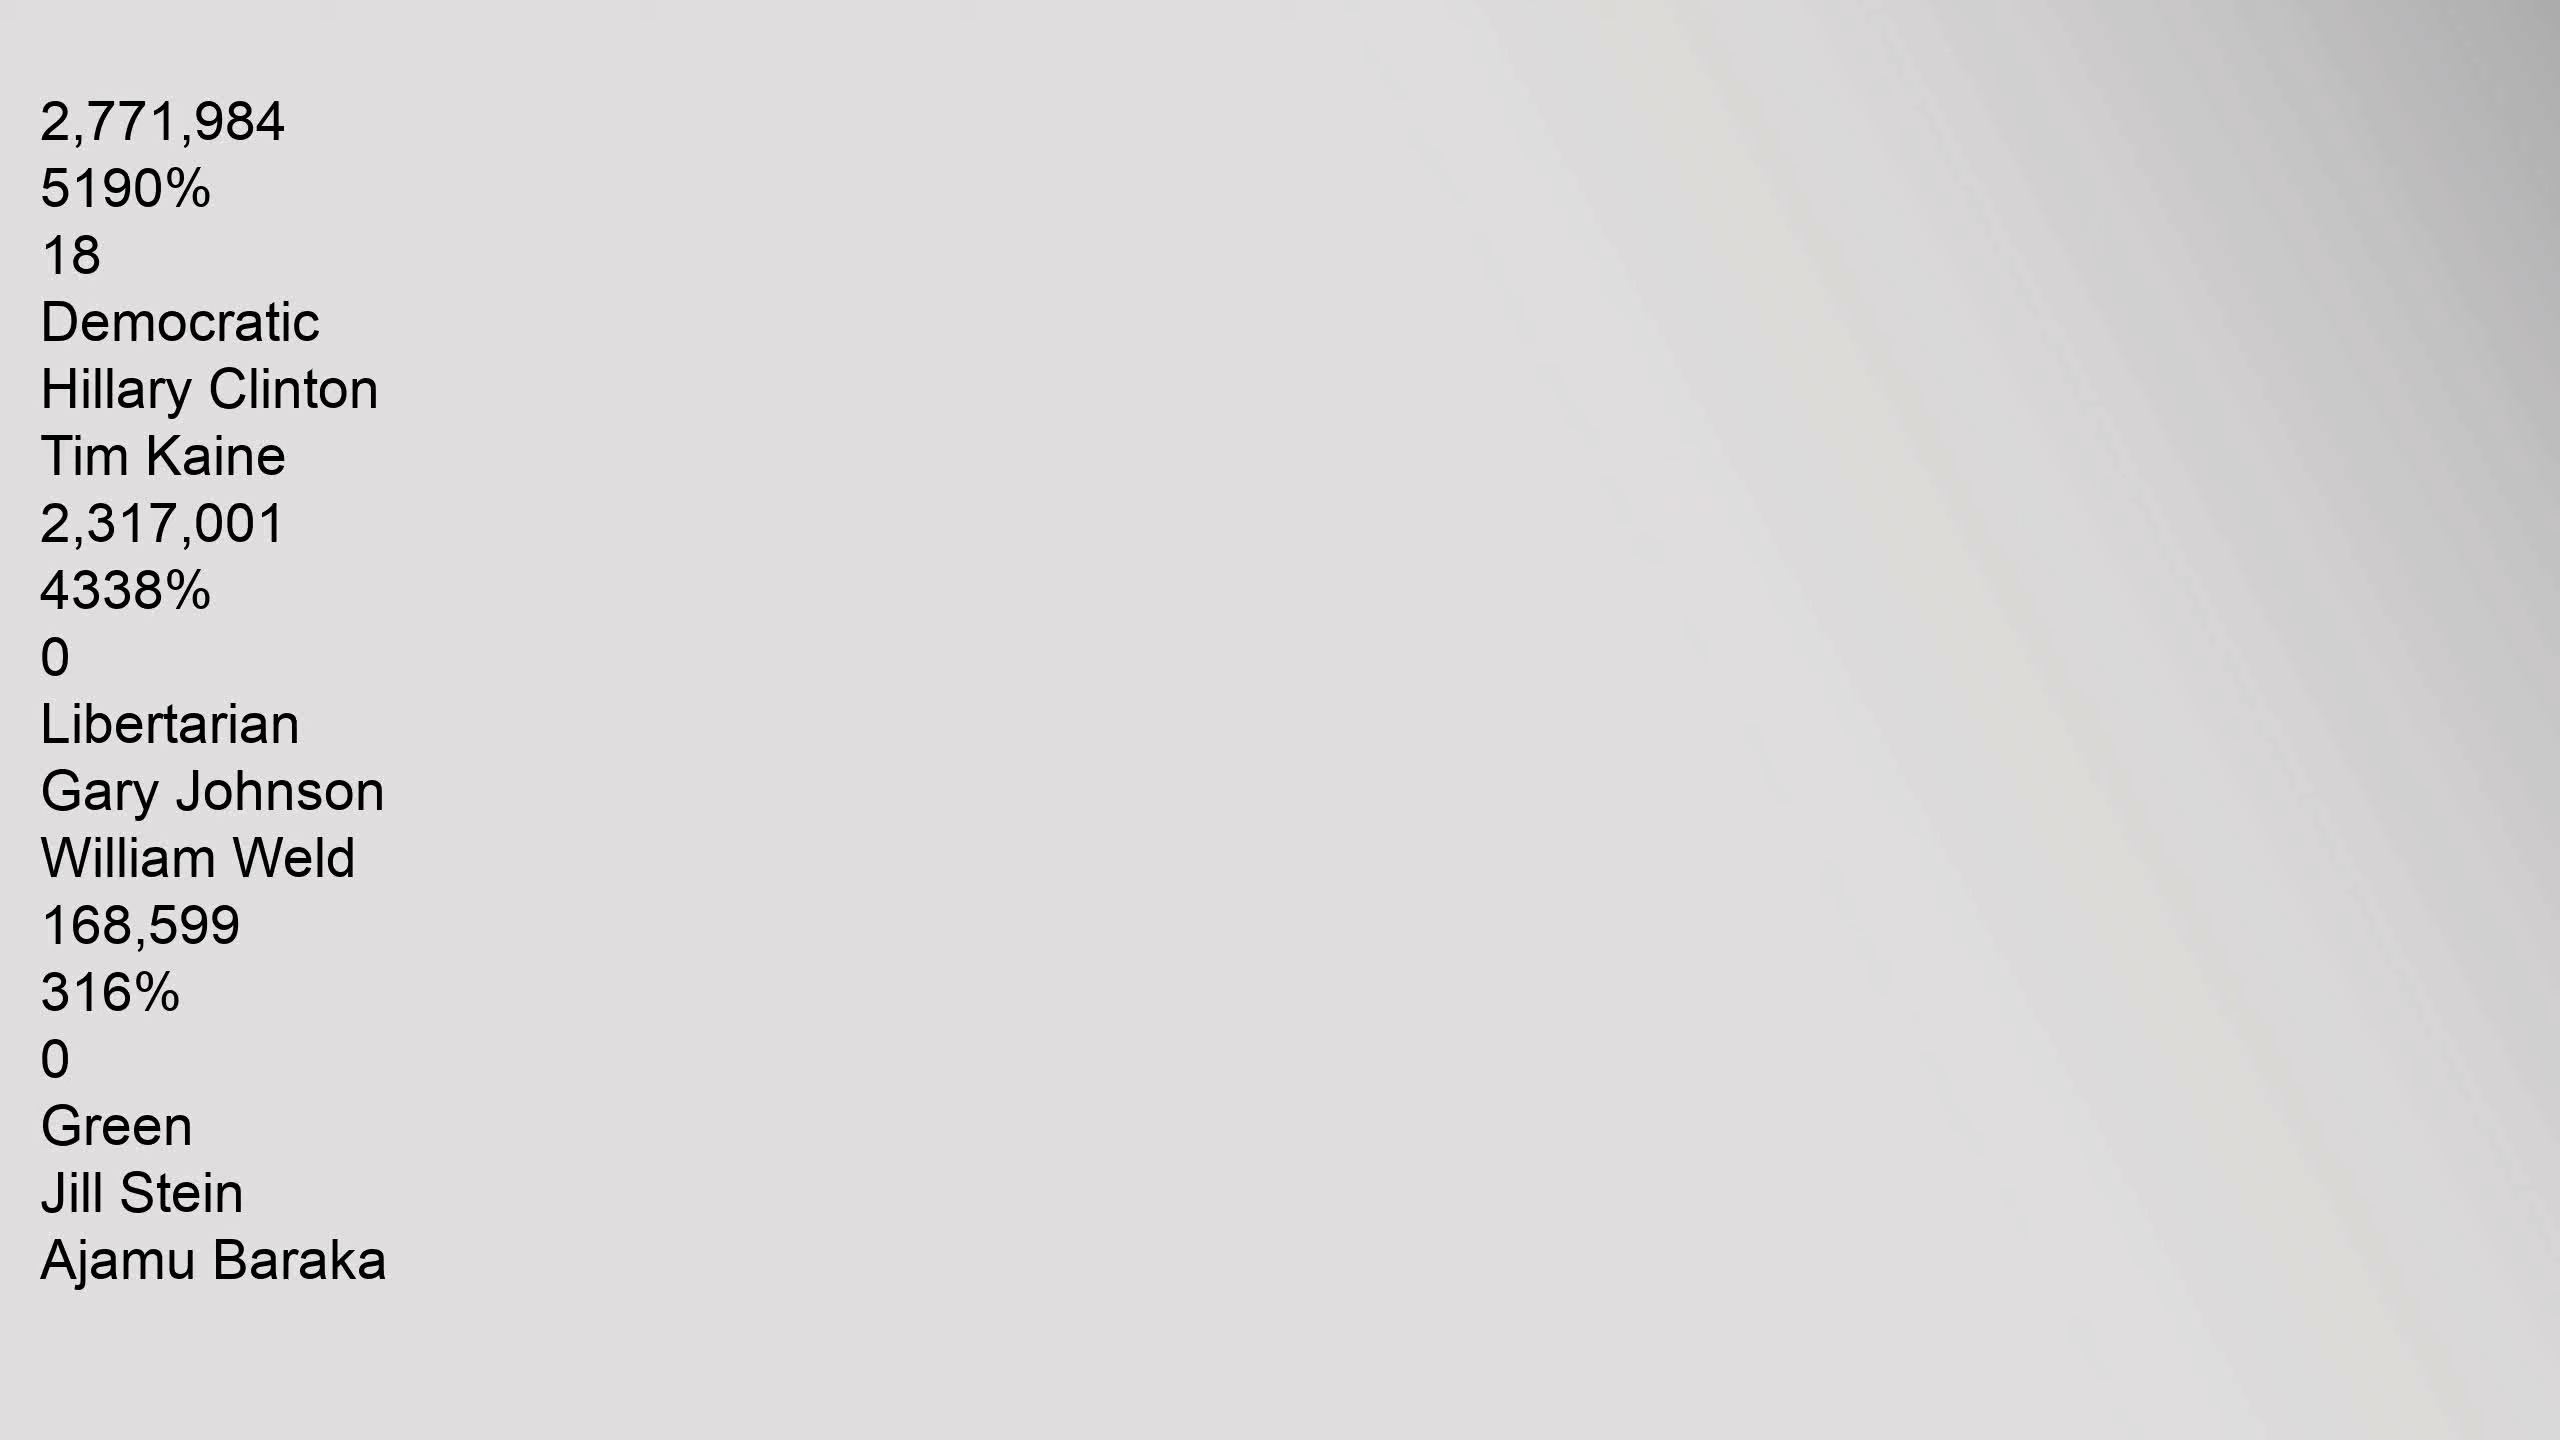 2,771,984
5190%
18
Democratic
Hillary Clinton
Tim Kaine
2,317,001
4338%
0
Libertarian
Gary Johnson
William Weld
168,599
316%
0
Green
Jill Stein
Ajamu Baraka